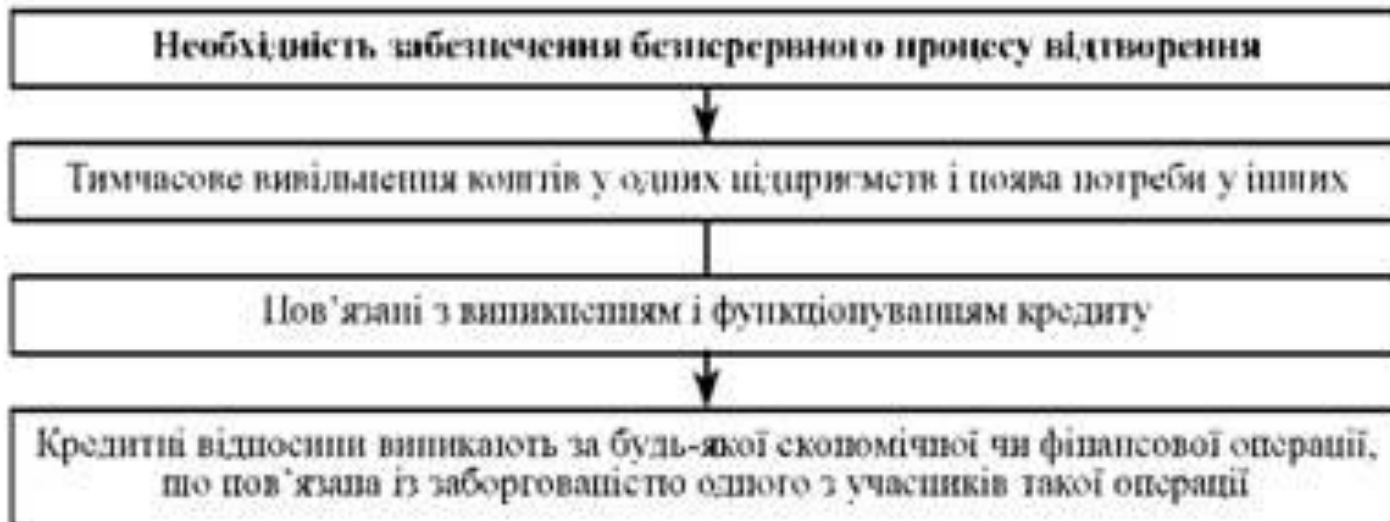 Необхідність забезпечення безперервного процесу відтворення
Тимчасове вивільнення коштів у одних підприємств і поява потреби у інших
Пов’язані з виникненням і функціонуванням кредиту
Кредитні відносини виникають за будь-якої економічної чи фінансової операції,
що пов’язана із заборгованістю одного з учасників такої операції